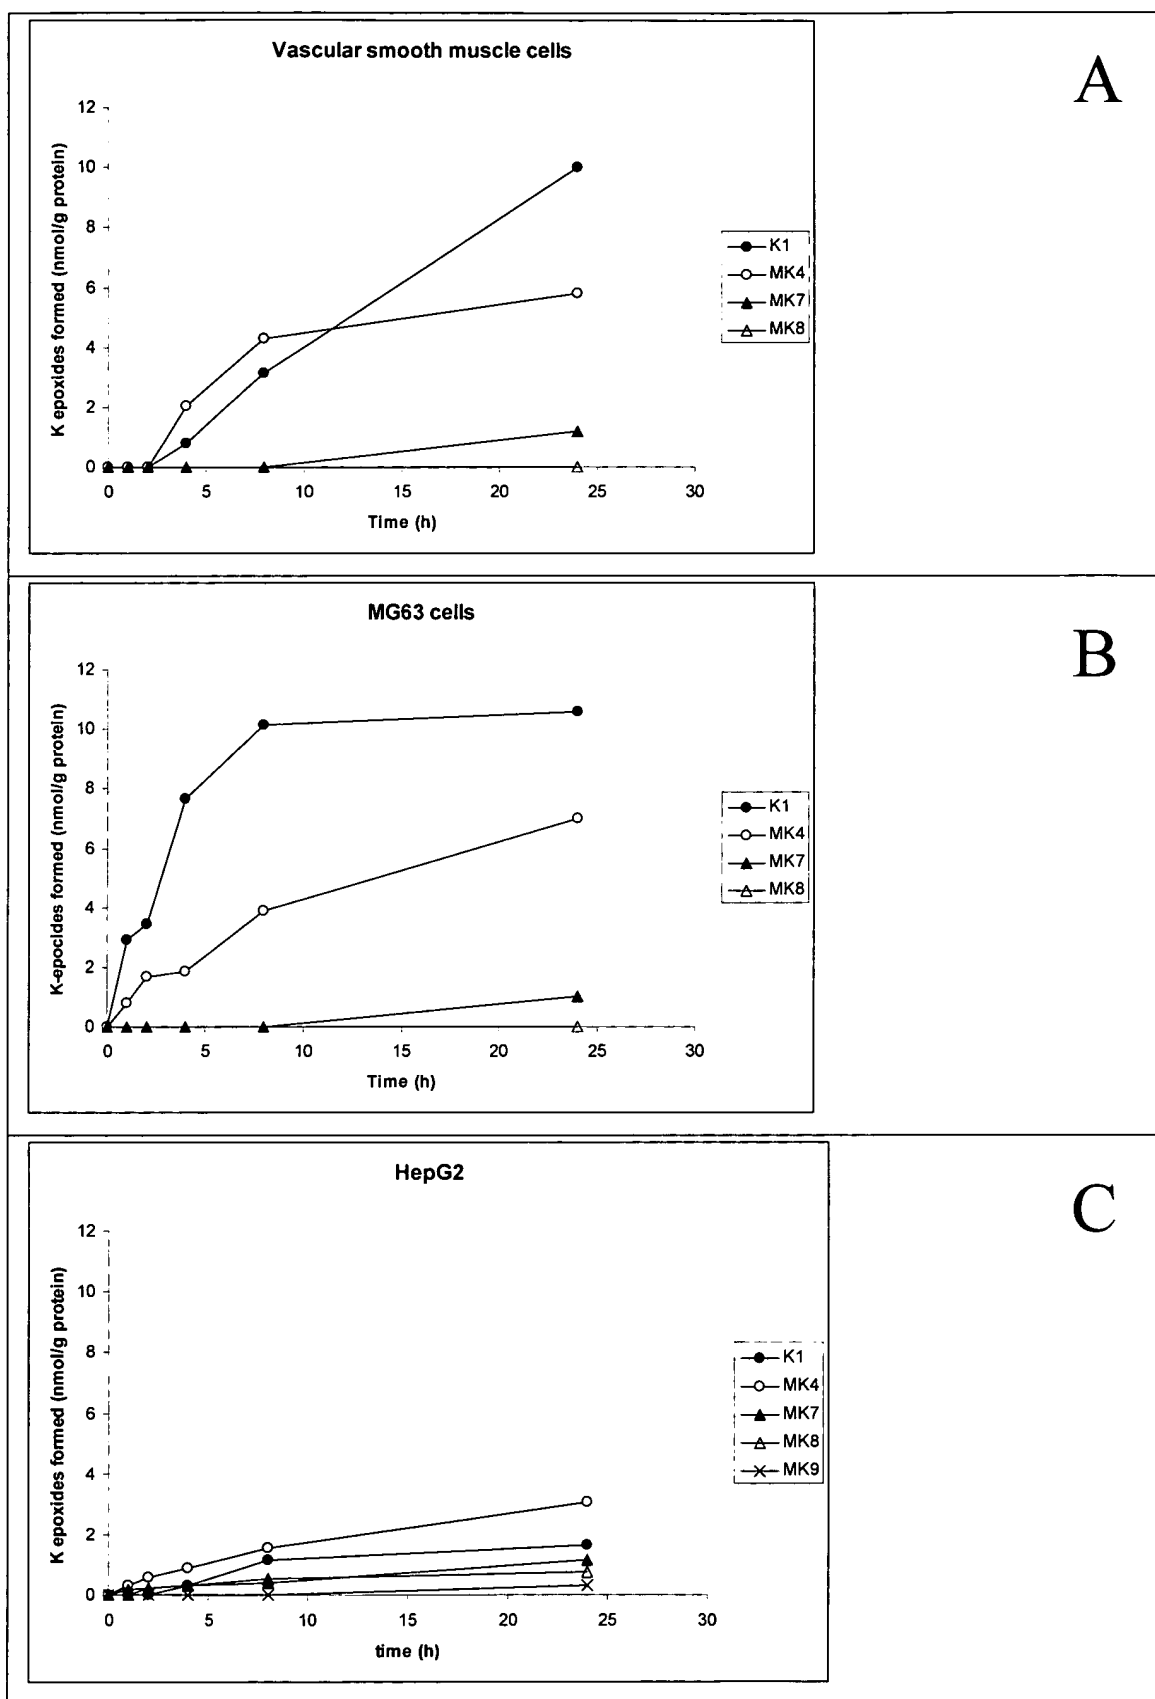 Vascular smooth muscle cells
A
K epoxides formed (nmol/g protein)
12
10
8
6
4
2
0
0 5 10 15 20 25 30
Time (h)
K1
MK4
MK7
MK8
MG63 cells
B
K-epocides formed (nmol/g protein)
12
10
8
6
4
2
0
0 5 10 15 20 25 30
Time (h)
K1
MK4
MK7
MK8
HepG2
C
K epoxides formed (nmol/g protein)
12
10
8
6
4
2
0
0 5 10 15 20 25 30
time (h)
K1
MK4
MK7
MK8
MK9